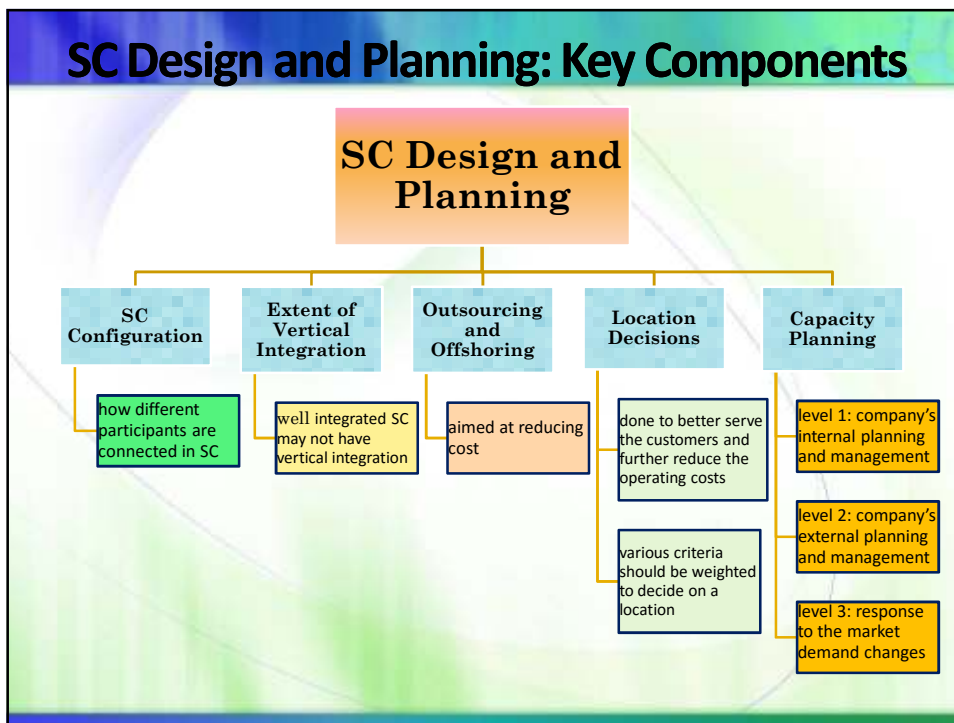 SC Design and Planning: Key Components
SC Design and
Planning
SC
Configuration
Extent of
Vertical
Integration
Outsourcing
and
Offshoring
Location
Decisions
Capacity
Planning
how different
participants are
connected in SC
well integrated SC
may not have
vertical integration
aimed at reducing
cost
done to better serve
the customers and
further reduce the
operating costs
various criteria
should be weighted
to decide on a
location
level 1: company’s
internal planning
and management
level 2: company’s
external planning
and management
level 3: response
to the market
demand changes